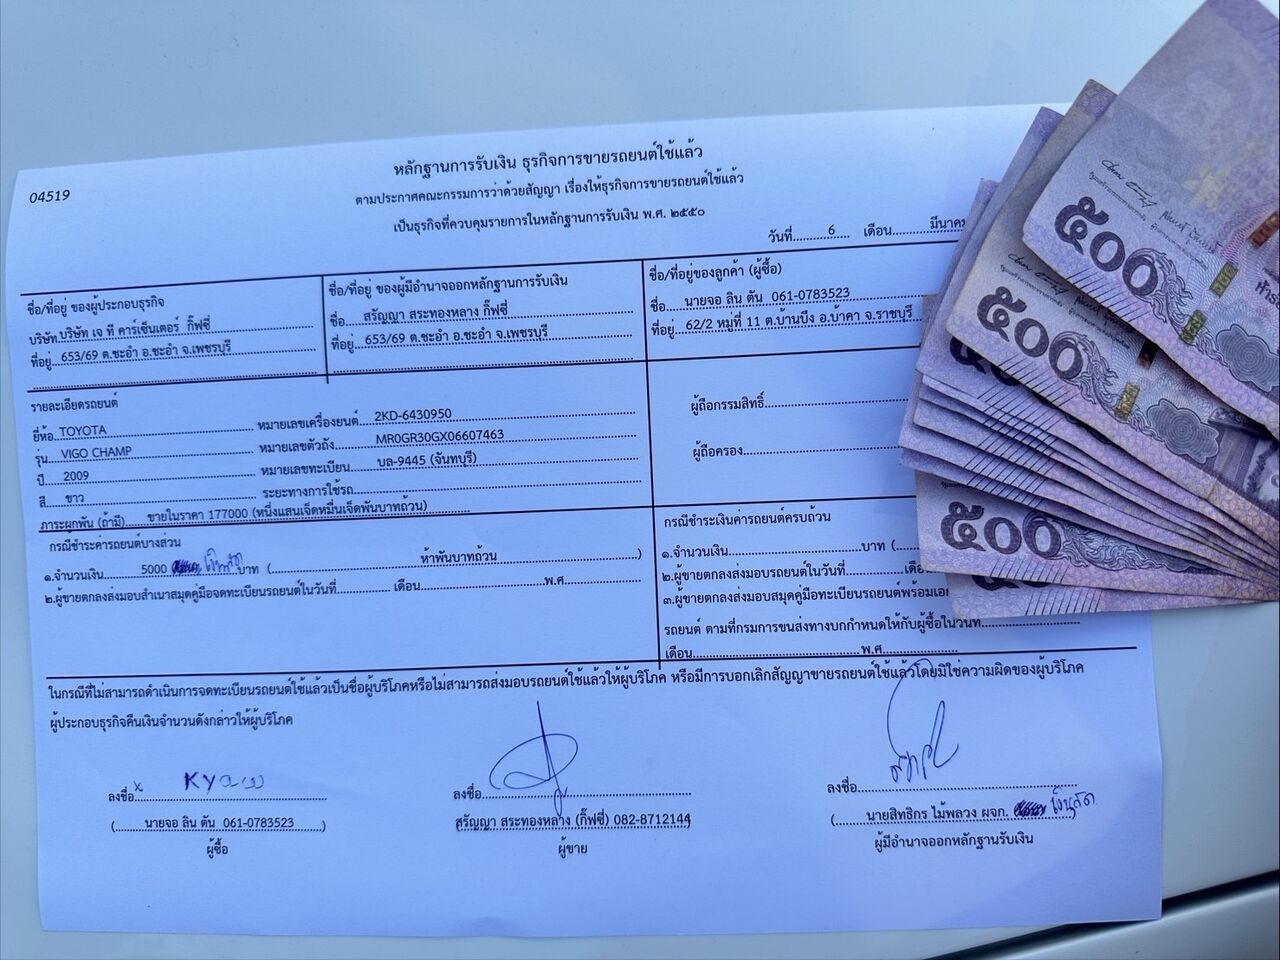 04519
หลักฐานการรับเงิน ธุรกิจการขายรถยนต์ใช้แล้ว
ตามประกาศคณะกรรมการว่าด้วยสัญญา เรื่องให้ธุรกิจการขายรถยนต์ใช้แล้ว
เป็นธุรกิจที่ควบคุมรายการในหลักฐานการรับเงิน พ.ศ. ๒๕๕๐
วันที่ 6 เดือน มีนาคม
ชื่อ/ที่อยู่ ของผู้ประกอบธุรกิจ
บริษัท บริษัท เจ ที คาร์เซ็นเตอร์ กิ๊ฟซี่
ที่อยู่ 653/69 ต.ชะอำ อ.ชะอำ จ.เพชรบุรี
ชื่อ/ที่อยู่ ของผู้มีอำนาจออกหลักฐานการรับเงิน
ชื่อ สรัญญา สระทองหลาง กิ๊ฟซี่
ที่อยู่ 653/69 ต.ชะอำ อ.ชะอำ จ.เพชรบุรี
ชื่อ/ที่อยู่ของลูกค้า (ผู้ซื้อ)
ชื่อ นายจอ ลิน ตัน 061-0783523
ที่อยู่ 62/2 หมู่ที่ 11 ต.บ้านบึง อ.บาคา จ.ราชบุรี
รายละเอียดรถยนต์
ยี่ห้อ TOYOTA หมายเลขเครื่องยนต์ 2KD-6430950
รุ่น VIGO CHAMP หมายเลขตัวถัง MR0GR30GX06607463
ปี 2009 หมายเลขทะเบียน บล-9445 (จันทบุรี)
สี ขาว ระยะทางการใช้รถ
ภาระผูกพัน (ถ้ามี) ขายในราคา 177000 (หนึ่งแสนเจ็ดหมื่นเจ็ดพันบาทถ้วน)
ผู้ถือกรรมสิทธิ์
ผู้ถือครอง
กรณีชำระค่ารถยนต์บางส่วน
๑.จำนวนเงิน 5000 เงินสด บาท ( ห้าพันบาทถ้วน )
๒.ผู้ขายตกลงส่งมอบสำเนาสมุดคู่มือจดทะเบียนรถยนต์ในวันที่ เดือน พ.ศ.
กรณีชำระเงินค่ารถยนต์ครบถ้วน
๑.จำนวนเงิน บาท (
๒.ผู้ขายตกลงส่งมอบรถยนต์ในวันที่ เดือ
๓.ผู้ขายตกลงส่งมอบสมุดคู่มือทะเบียนรถยนต์พร้อมเอ
รถยนต์ ตามที่กรมการขนส่งทางบกกำหนดให้กับผู้ซื้อในวันที่
เดือน พ.ศ.
ในกรณีที่ไม่สามารถดำเนินการจดทะเบียนรถยนต์ใช้แล้วเป็นชื่อผู้บริโภคหรือไม่สามารถส่งมอบรถยนต์ใช้แล้วให้ผู้บริโภค หรือมีการบอกเลิกสัญญาขายรถยนต์ใช้แล้วโดยมิใช่ความผิดของผู้บริโภค
ผู้ประกอบธุรกิจคืนเงินจำนวนดังกล่าวให้ผู้บริโภค
ลงชื่อ
( นายจอ ลิน ตัน 061-0783523 )
ผู้ซื้อ
ลงชื่อ
(สรัญญา สระทองหลาง (กิ๊ฟซี่) 082-8712144)
ผู้ขาย
ลงชื่อ
( นายสิทธิกร ไม้พลวง ผจก. เงินสด )
ผู้มีอำนาจออกหลักฐานรับเงิน
๕๐๐
๕๐๐
๕๐๐